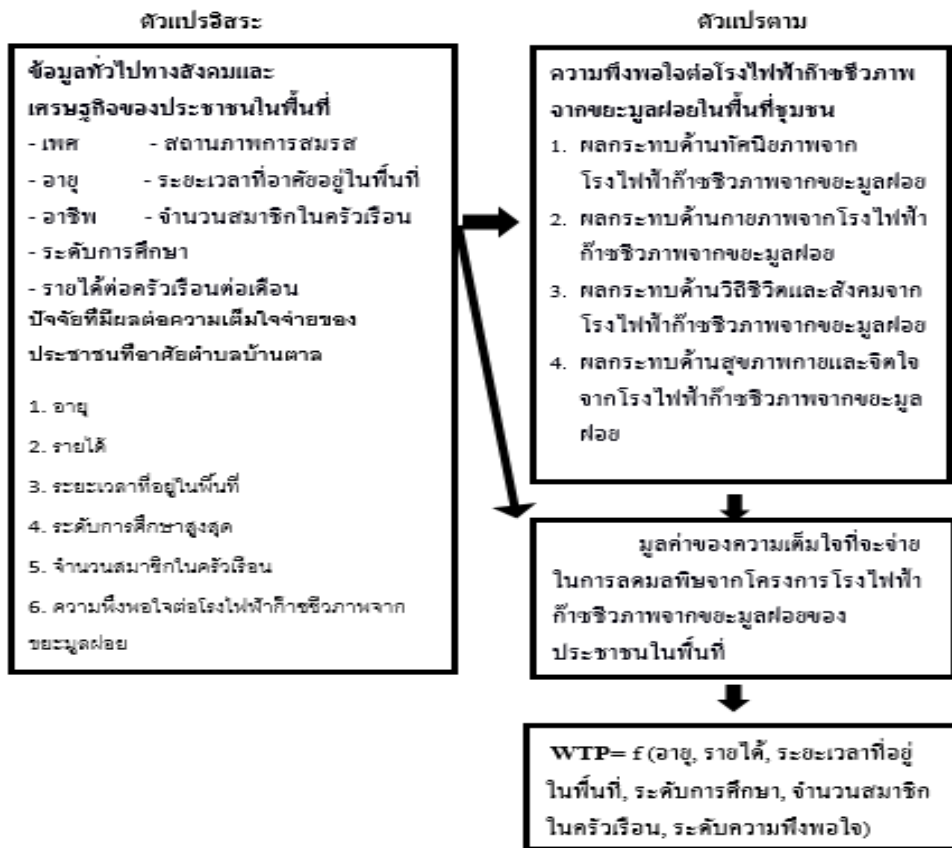 ตัวแปรอิสระ
ข้อมูลทั่วไปทางสังคมและ
เศรษฐกิจของประชาชนในพื้นที่
- เพศ - สถานภาพการสมรส
- อายุ - ระยะเวลาที่อาศัยอยู่ในพื้นที่
- อาชีพ - จำนวนสมาชิกในครัวเรือน
- ระดับการศึกษา
- รายได้ต่อครัวเรือนต่อเดือน
ปัจจัยที่มีผลต่อความเต็มใจจ่ายของ
ประชาชนที่อาศัยตำบลบ้านตาล
1. อายุ
2. รายได้
3. ระยะเวลาที่อยู่ในพื้นที่
4. ระดับการศึกษาสูงสุด
5. จำนวนสมาชิกในครัวเรือน
6. ความพึงพอใจต่อโรงไฟฟ้าก๊าซชีวภาพจาก
ขยะมูลฝอย
ตัวแปรตาม
ความพึงพอใจต่อโรงไฟฟ้าก๊าซชีวภาพ
จากขยะมูลฝอยในพื้นที่ชุมชน
1. ผลกระทบด้านทัศนียภาพจาก
โรงไฟฟ้าก๊าซชีวภาพจากขยะมูลฝอย
2. ผลกระทบด้านกายภาพจากโรงไฟฟ้า
ก๊าซชีวภาพจากขยะมูลฝอย
3. ผลกระทบด้านวิถีชีวิตและสังคมจาก
โรงไฟฟ้าก๊าซชีวภาพจากขยะมูลฝอย
4. ผลกระทบด้านสุขภาพกายและจิตใจ
จากโรงไฟฟ้าก๊าซชีวภาพจากขยะมูล
ฝอย
มูลค่าของความเต็มใจที่จะจ่าย
ในการลดมลพิษจากโครงการโรงไฟฟ้า
ก๊าซชีวภาพจากขยะมูลฝอยของ
ประชาชนในพื้นที่
WTP= f (อายุ, รายได้, ระยะเวลาที่อยู่
ในพื้นที่, ระดับการศึกษา, จำนวนสมาชิก
ในครัวเรือน, ระดับความพึงพอใจ)